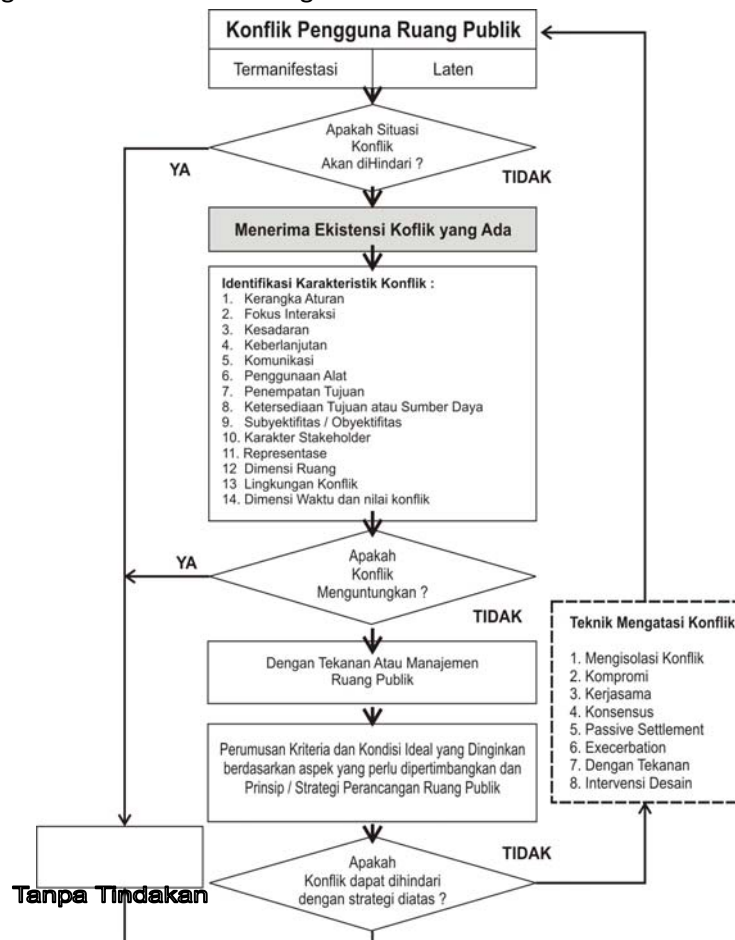 Konflik Pengguna Ruang Publik
Termanifestasi
Laten
Apakah Situasi
Konflik
Akan diHindari ?
YA
TIDAK
Menerima Ekistensi Koflik yang Ada
Identifikasi Karakteristik Konflik :
1. Kerangka Aturan
2. Fokus Interaksi
3. Kesadaran
4. Keberlanjutan
5. Komunikasi
6. Penggunaan Alat
7. Penempatan Tujuan
8. Ketersediaan Tujuan atau Sumber Daya
9. Subyektifitas / Obyektifitas
10. Karakter Stakeholder
11. Representase
12 Dimensi Ruang
13 Lingkungan Konflik
14. Dimensi Waktu dan nilai konflik
YA
Apakah
Konflik
Menguntungkan ?
TIDAK
Dengan Tekanan Atau Manajemen
Ruang Publik
Perumusan Kriteria dan Kondisi Ideal yang Dinginkan
berdasarkan aspek yang perlu dipertimbangkan dan
Prinsip / Strategi Perancangan Ruang Publik
Teknik Mengatasi Konflik
1. Mengisolasi Konflik
2. Kompromi
3. Kerjasama
4. Konsensus
5. Passive Settlement
6. Execerbation
7. Dengan Tekanan
8. Intervensi Desain
Apakah
Konflik dapat dihindari
dengan strategi diatas ?
TIDAK
Tanpa Tindakan